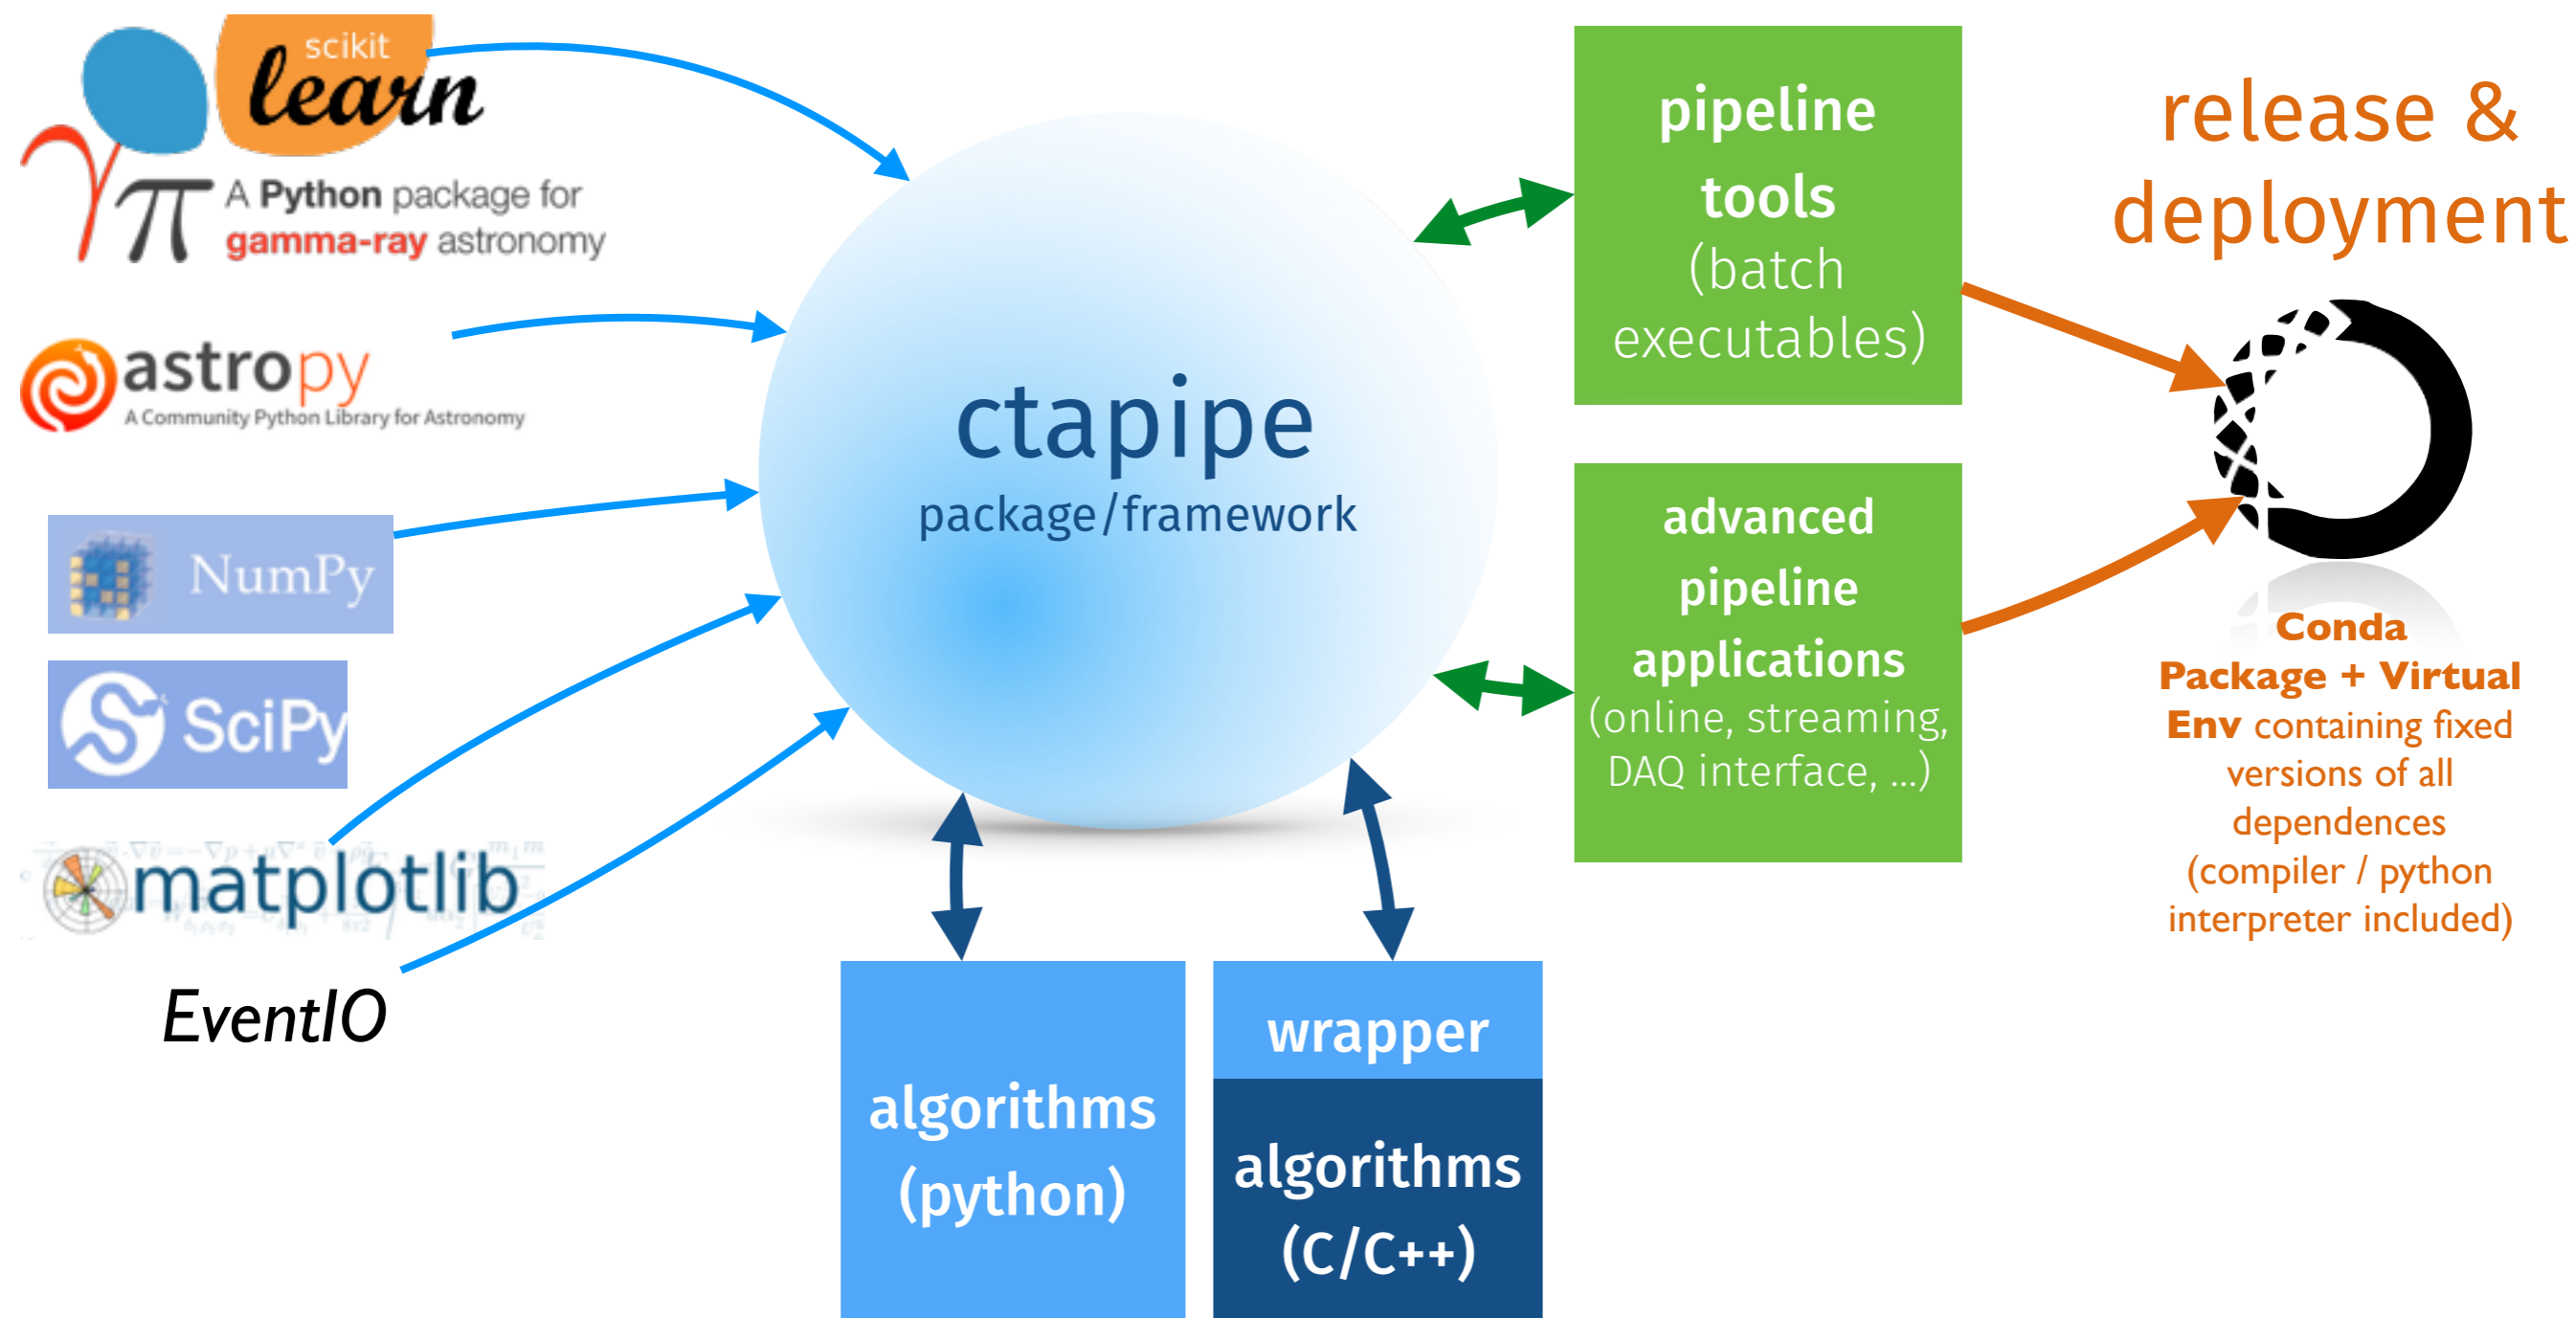 scikit
learn
γπ
A Python package for
gamma-ray astronomy
astropy
A Community Python Library for Astronomy
NumPy
SciPy
matplotlib
EventIO
ctapipe
package/framework
pipeline
tools
(batch
executables)
advanced
pipeline
applications
(online, streaming,
DAQ interface, ...)
algorithms
(python)
wrapper
algorithms
(C/C++)
release &
deployment
Conda
Package + Virtual
Env containing fixed
versions of all
dependences
(compiler / python
interpreter included)